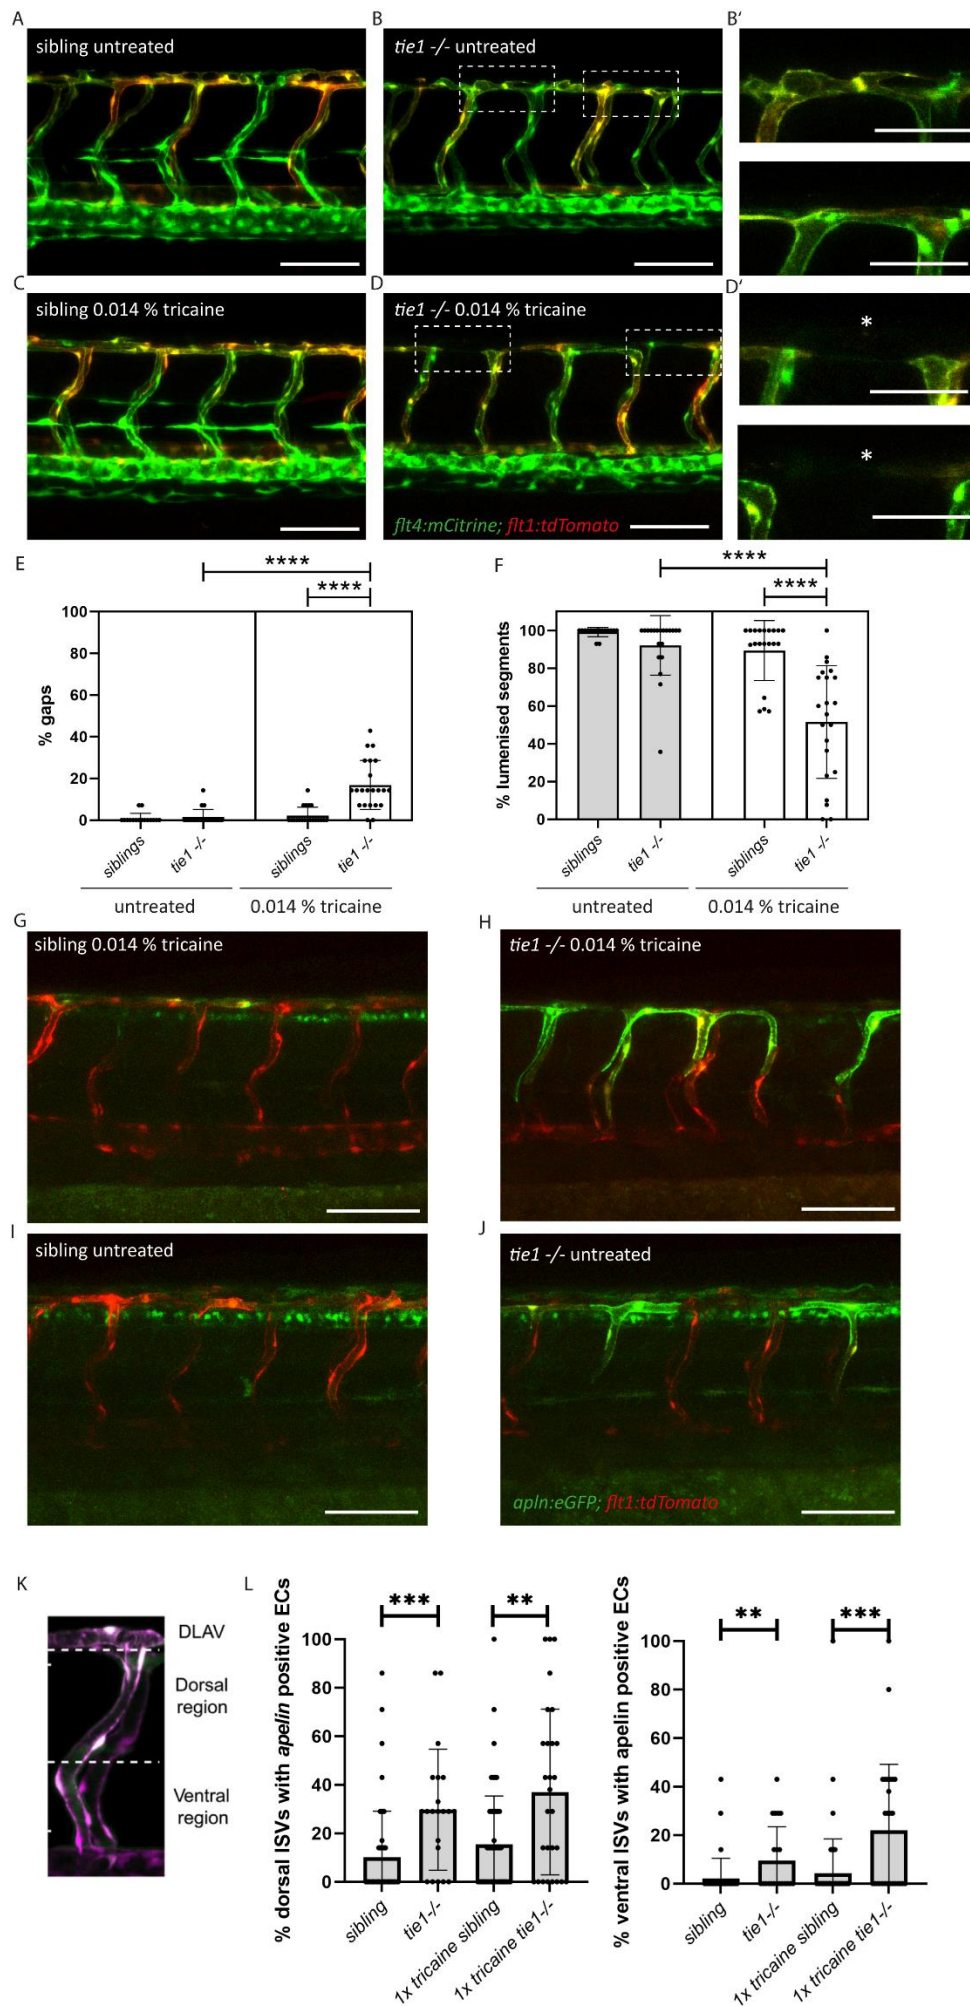 A
B
B'
sibling untreated
tie1 -/- untreated
C
D
D'
sibling 0.014 % tricaine
tie1 -/- 0.014 % tricaine
*
*
flt4:mCitrine; flt1:tdTomato
E
F
****
****
% gaps
100
80
60
40
20
0
siblings
tie1 -/-
siblings
tie1 -/-
untreated
0.014 % tricaine
****
****
% lumenised segments
100
80
60
40
20
0
siblings
tie1 -/-
siblings
tie1 -/-
untreated
0.014 % tricaine
G
H
sibling 0.014 % tricaine
tie1 -/- 0.014 % tricaine
I
J
sibling untreated
tie1 -/- untreated
apln:eGFP; flt1:tdTomato
K
DLAV
Dorsal
region
Ventral
region
L
% dorsal ISVs with apelin positive ECs
***
**
100
80
60
40
20
0
sibling
tie1-/-
1x tricaine sibling
1x tricaine tie1-/-
% ventral ISVs with apelin positive ECs
**
***
100
80
60
40
20
0
sibling
tie1-/-
1x tricaine sibling
1x tricaine tie1-/-